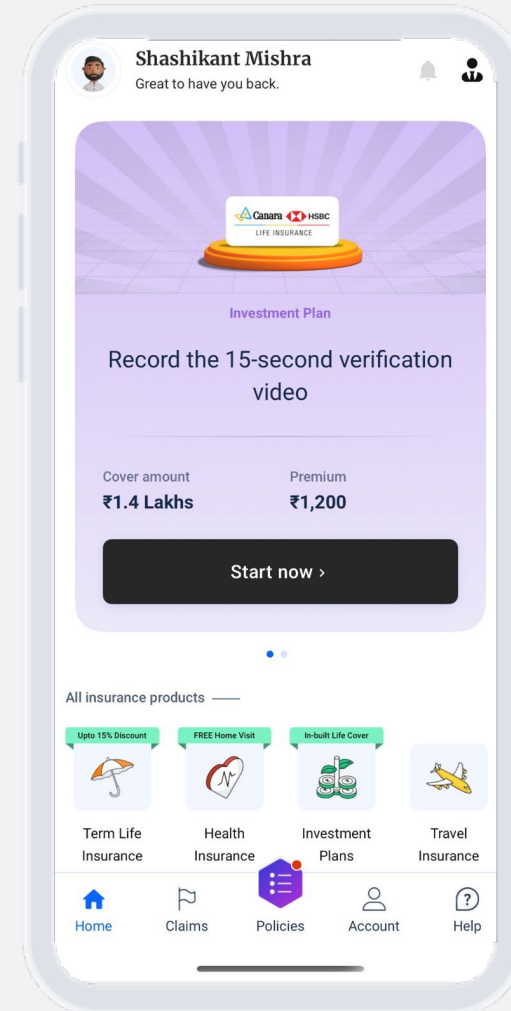 Shashikant Mishra
Great to have you back.
Canara HSBC
LIFE INSURANCE
Investment Plan
Record the 15-second verification
video
Cover amount Premium
₹1.4 Lakhs ₹1,200
Start now ›
All insurance products
Upto 15% Discount FREE Home Visit In-built Life Cover
Term Life Health Investment Travel
Insurance Insurance Plans Insurance
Home Claims Policies Account Help